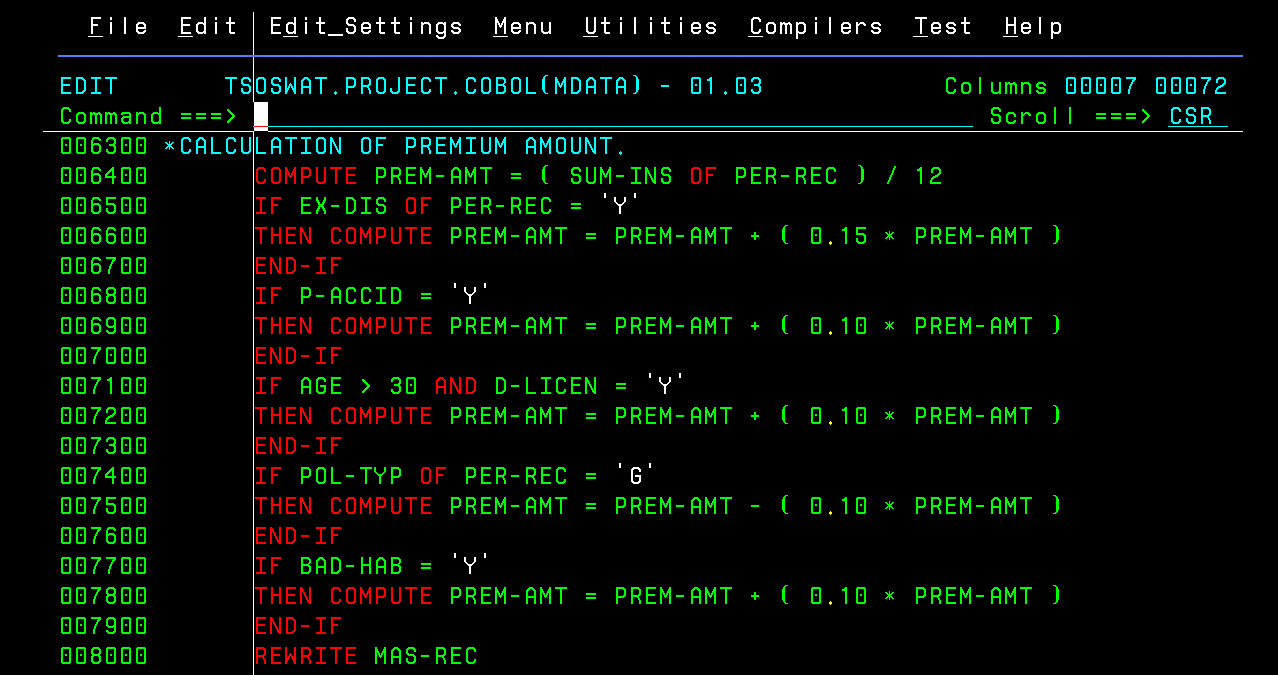 File Edit Edit_Settings Menu Utilities Compilers Test Help
EDIT TSOSWAT.PROJECT.COBOL(MDATA) - 01.03 Columns 00007 00072
Command ===> Scroll ===> CSR
006300 *CALCULATION OF PREMIUM AMOUNT.
006400 COMPUTE PREM-AMT = ( SUM-INS OF PER-REC ) / 12
006500 IF EX-DIS OF PER-REC = 'Y'
006600 THEN COMPUTE PREM-AMT = PREM-AMT + ( 0.15 * PREM-AMT )
006700 END-IF
006800 IF P-ACCID = 'Y'
006900 THEN COMPUTE PREM-AMT = PREM-AMT + ( 0.10 * PREM-AMT )
007000 END-IF
007100 IF AGE > 30 AND D-LICEN = 'Y'
007200 THEN COMPUTE PREM-AMT = PREM-AMT + ( 0.10 * PREM-AMT )
007300 END-IF
007400 IF POL-TYP OF PER-REC = 'G'
007500 THEN COMPUTE PREM-AMT = PREM-AMT - ( 0.10 * PREM-AMT )
007600 END-IF
007700 IF BAD-HAB = 'Y'
007800 THEN COMPUTE PREM-AMT = PREM-AMT + ( 0.10 * PREM-AMT )
007900 END-IF
008000 REWRITE MAS-REC